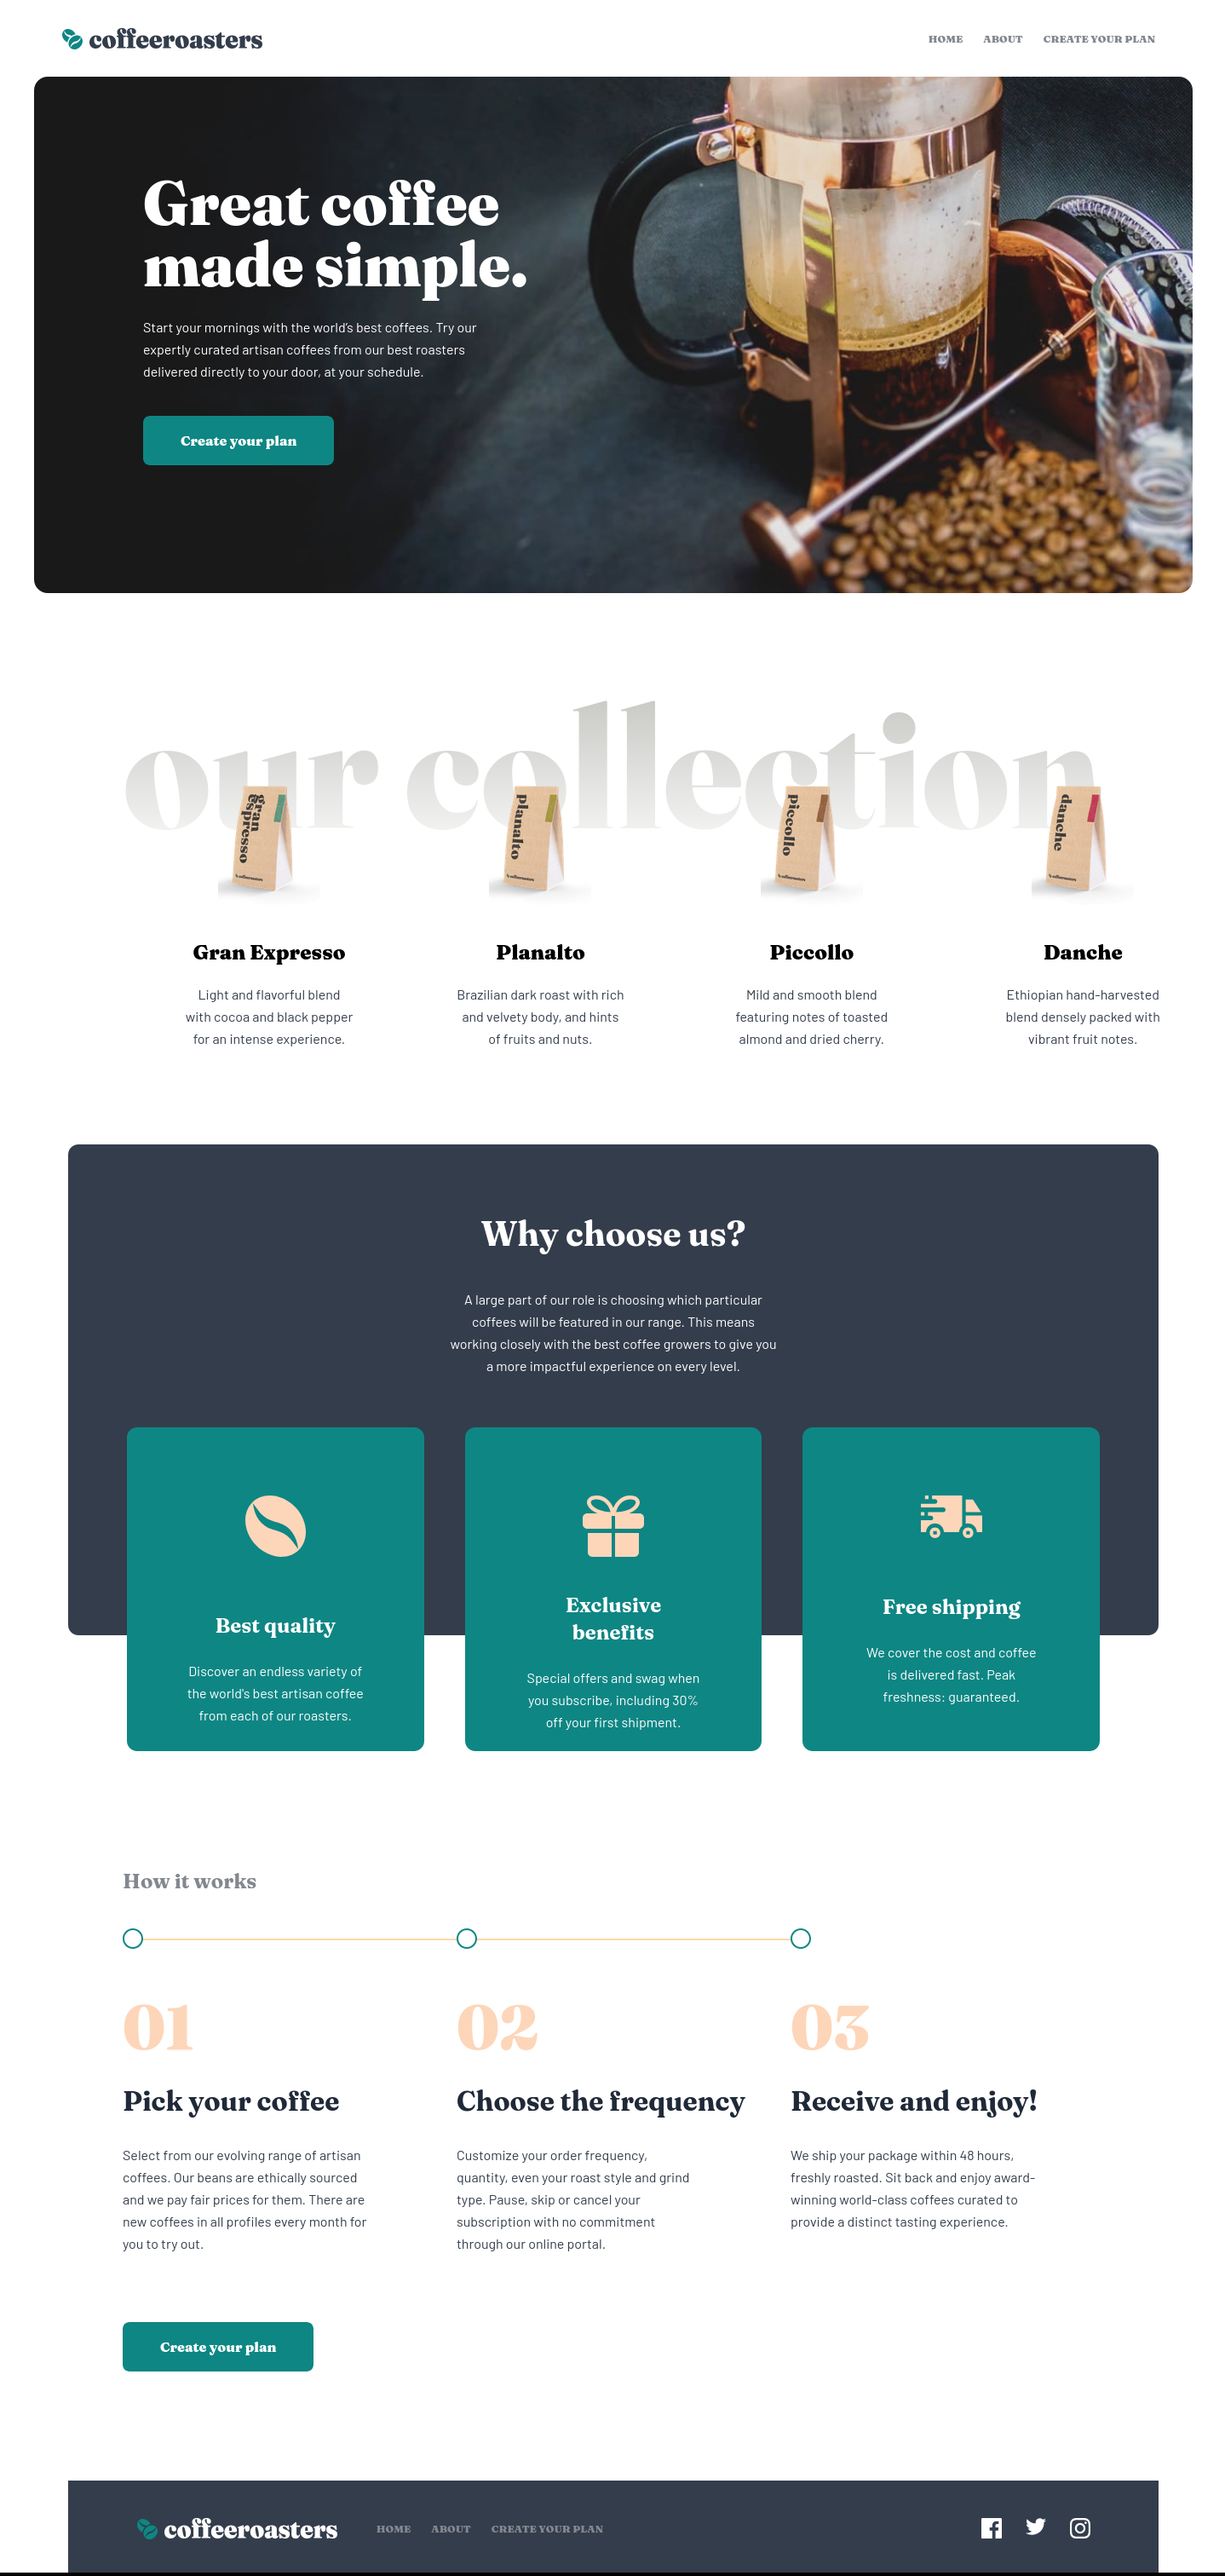 coffeeroasters
HOME ABOUT CREATE YOUR PLAN
Great coffee
made simple.
Start your mornings with the world's best coffees. Try our
expertly curated artisan coffees from our best roasters
delivered directly to your door, at your schedule.
Create your plan
our collection
gran
espresso
planalto
piccollo
danche
coffeeroasters
coffeeroasters
coffeeroasters
coffeeroasters
Gran Expresso
Light and flavorful blend
with cocoa and black pepper
for an intense experience.
Planalto
Brazilian dark roast with rich
and velvety body, and hints
of fruits and nuts.
Piccollo
Mild and smooth blend
featuring notes of toasted
almond and dried cherry.
Danche
Ethiopian hand-harvested
blend densely packed with
vibrant fruit notes.
Why choose us?
A large part of our role is choosing which particular
coffees will be featured in our range. This means
working closely with the best coffee growers to give you
a more impactful experience on every level.
Best quality
Discover an endless variety of
the world's best artisan coffee
from each of our roasters.
Exclusive
benefits
Special offers and swag when
you subscribe, including 30%
off your first shipment.
Free shipping
We cover the cost and coffee
is delivered fast. Peak
freshness: guaranteed.
How it works
01
Pick your coffee
Select from our evolving range of artisan
coffees. Our beans are ethically sourced
and we pay fair prices for them. There are
new coffees in all profiles every month for
you to try out.
02
Choose the frequency
Customize your order frequency,
quantity, even your roast style and grind
type. Pause, skip or cancel your
subscription with no commitment
through our online portal.
03
Receive and enjoy!
We ship your package within 48 hours,
freshly roasted. Sit back and enjoy award-
winning world-class coffees curated to
provide a distinct tasting experience.
Create your plan
coffeeroasters
HOME ABOUT CREATE YOUR PLAN